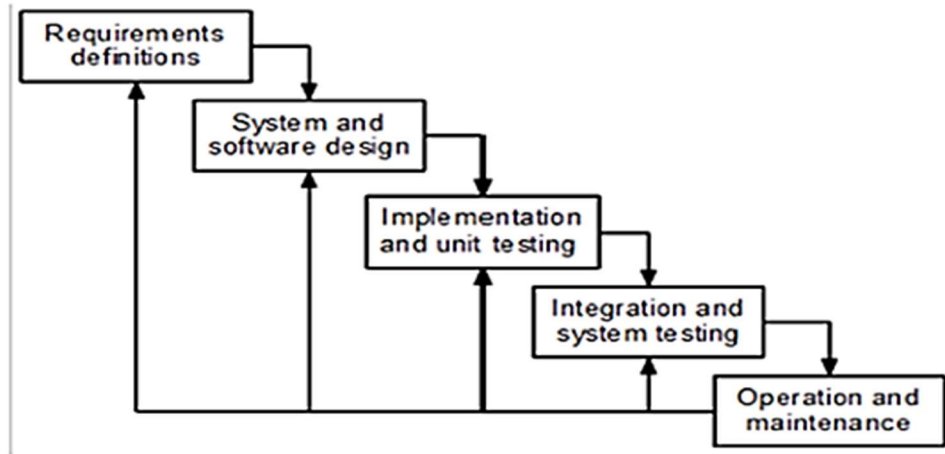 Requirements
definitions
System and
software design
Implementation
and unit testing
Integration and
system testing
Operation and
maintenance